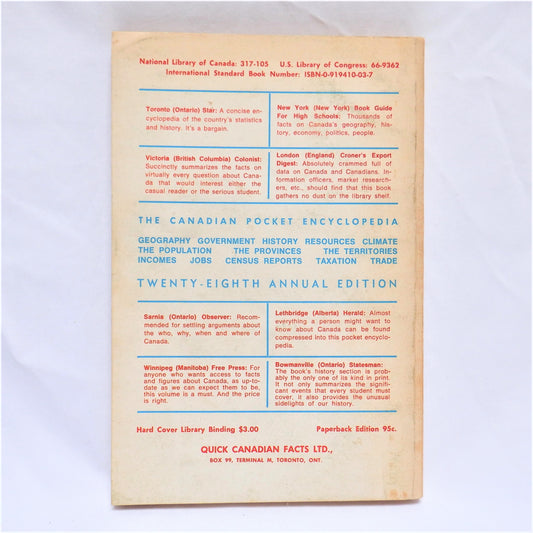 National Library of Canada: 317-105 U.S. Library of Congress: 66-9362
International Standard Book Number: ISBN-0-919410-03-7
Toronto (Ontario) Star: A concise en-
cyclopedia of the country's statistics
and history. It's a bargain.
New York (New York) Book Guide
For High Schools: Thousands of
facts on Canada's geography, his-
tory, economy, politics, people.
Victoria (British Columbia) Colonist:
Succinctly summarizes the facts on
virtually every question about Cana-
da that would interest either the
casual reader or the serious student.
London (England) Croner's Export
Digest: Absolutely crammed full of
data on Canada and Canadians. In-
formation officers, market research-
ers, etc., should find that this book
gathers no dust on the library shelf.
THE CANADIAN POCKET ENCYCLOPEDIA
GEOGRAPHY GOVERNMENT HISTORY RESOURCES CLIMATE
THE POPULATION THE PROVINCES THE TERRITORIES
INCOMES JOBS CENSUS REPORTS TAXATION TRADE
TWENTY-EIGHTH ANNUAL EDITION
Sarnia (Ontario) Observer: Recom-
mended for settling arguments about
the who, why, when and where of
Canada.
Lethbridge (Alberta) Herald: Almost
everything a person might want to
know about Canada can be found
compressed into this pocket encyclo-
pedia.
Winnipeg (Manitoba) Free Press: For
anyone who wants access to facts
and figures about Canada, as up-to-
date as we can expect them to be,
this volume is a must. And the price
is right.
Bowmanville (Ontario) Statesman:
The book's history section is prob-
ably the only one of its kind in print.
It not only summarizes the signifi-
cant events that every student must
cover. It also provides the unusual
sidelights of our history.
Hard Cover Library Binding $3.00 Paperback Edition 95c.
QUICK CANADIAN FACTS LTD.,
BOX 99, TERMINAL M, TORONTO, ONT.